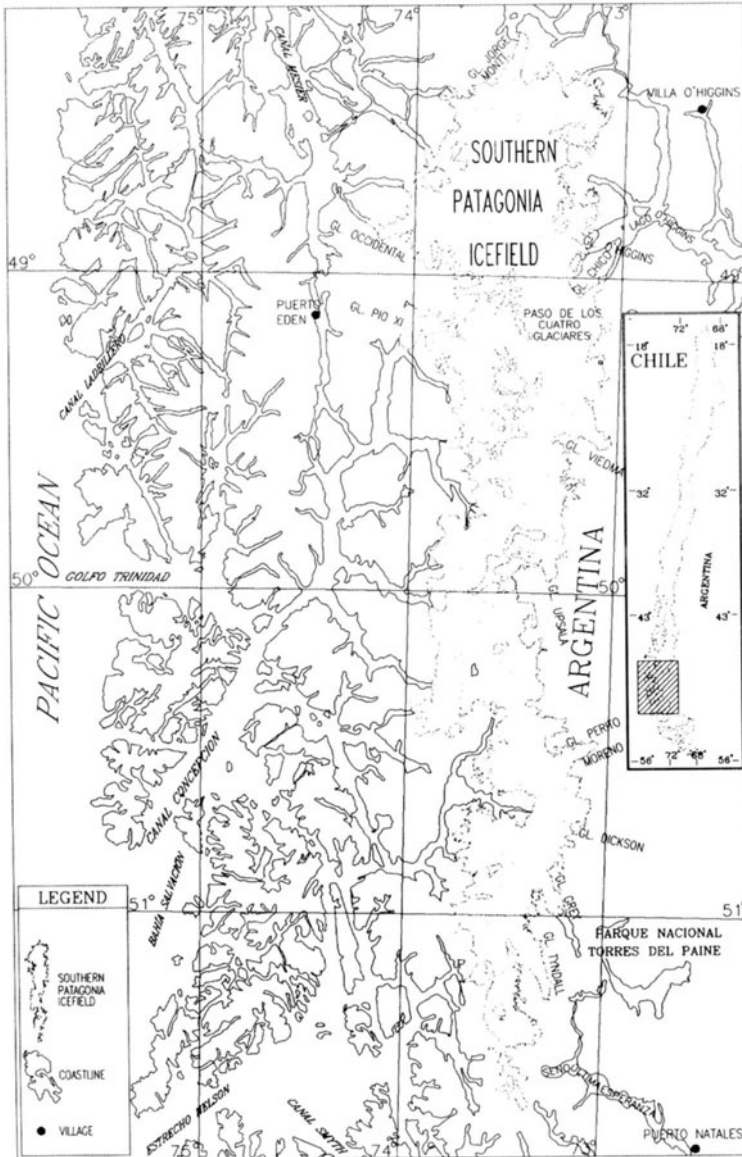 75°
74
73
CANAL MESIER
GL. JORGE
MONTT
VILLA O'HIGGINS
SOUTHERN
PATAGONIA
ICEFIELD
GL. OCCIDENTAL
LAGO O'HIGGINS
GL. CHICO
GL. O'HIGGINS
49°
49°
PUERTO
EDEN
GL. PIO XI
PASO DE LOS
CUATRO
GLACIARES
CANAL LADRILLERO
72°
68°
18°
18°
CHILE
GL. VIEDMA
32°
32°
PACIFIC OCEAN
ARGENTINA
ARGENTINA
GOLFO TRINIDAD
50°
50°
GL. UPSALA
43°
43°
GL. PERITO
MORENO
56°
72°
68°
56°
CANAL CONCEPCION
GL. DICKSON
BAHIA SALVACION
GL. GREY
LEGEND
51°
51°
PARQUE NACIONAL
TORRES DEL PAINE
GL. TYNDALL
SOUTHERN
PATAGONIA
ICEFIELD
COASTLINE
VILLAGE
ESTRECHO NELSON
CANAL SMYTH
PUERTO NATALES
75°
74°
73°